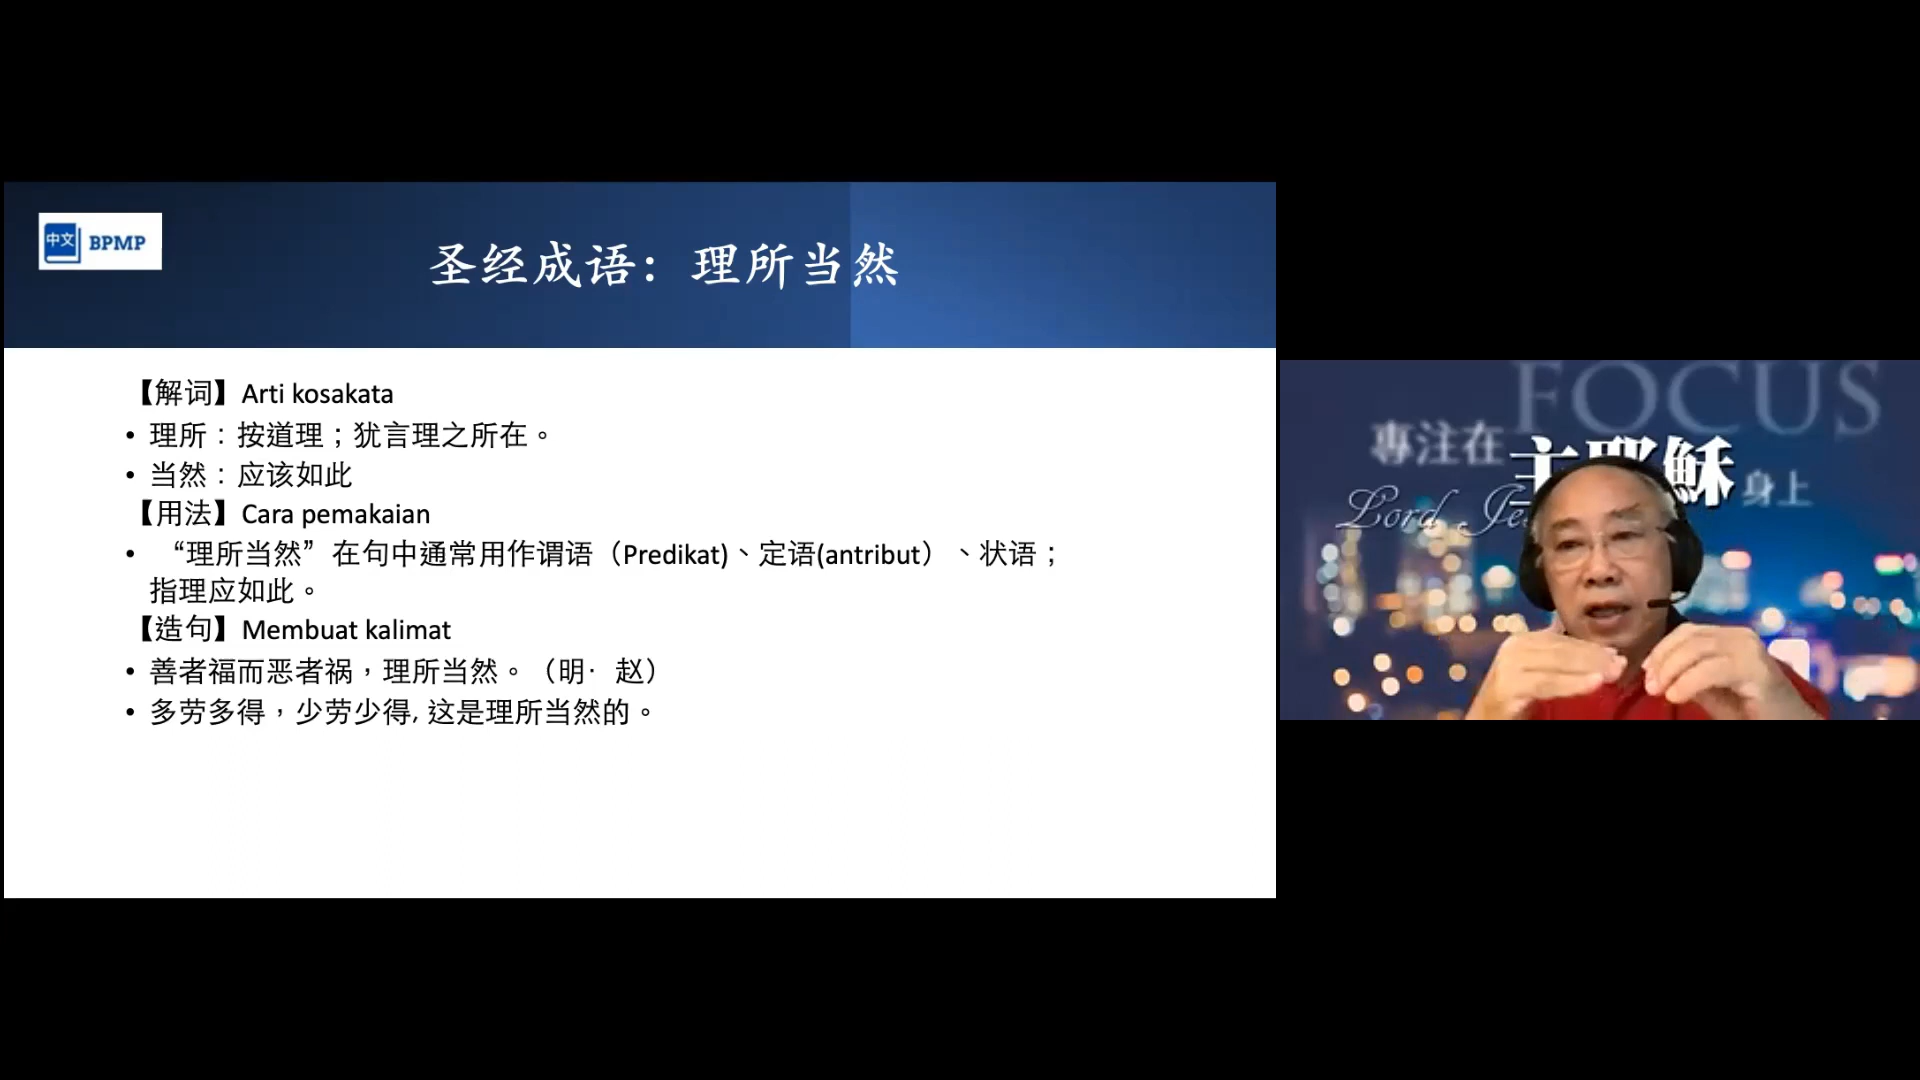 中文 BPMP
圣经成语：理所当然
【解词】Arti kosakata
• 理所：按道理；犹言理之所在。
• 当然：应该如此
【用法】Cara pemakaian
• “理所当然”在句中通常用作谓语（Predikat)、定语(antribut）、状语；
指理应如此。
【造句】Membuat kalimat
• 善者福而恶者祸，理所当然。（明· 赵）
• 多劳多得，少劳少得, 这是理所当然的。
FOCUS
專注在主耶穌身上
Lord Je